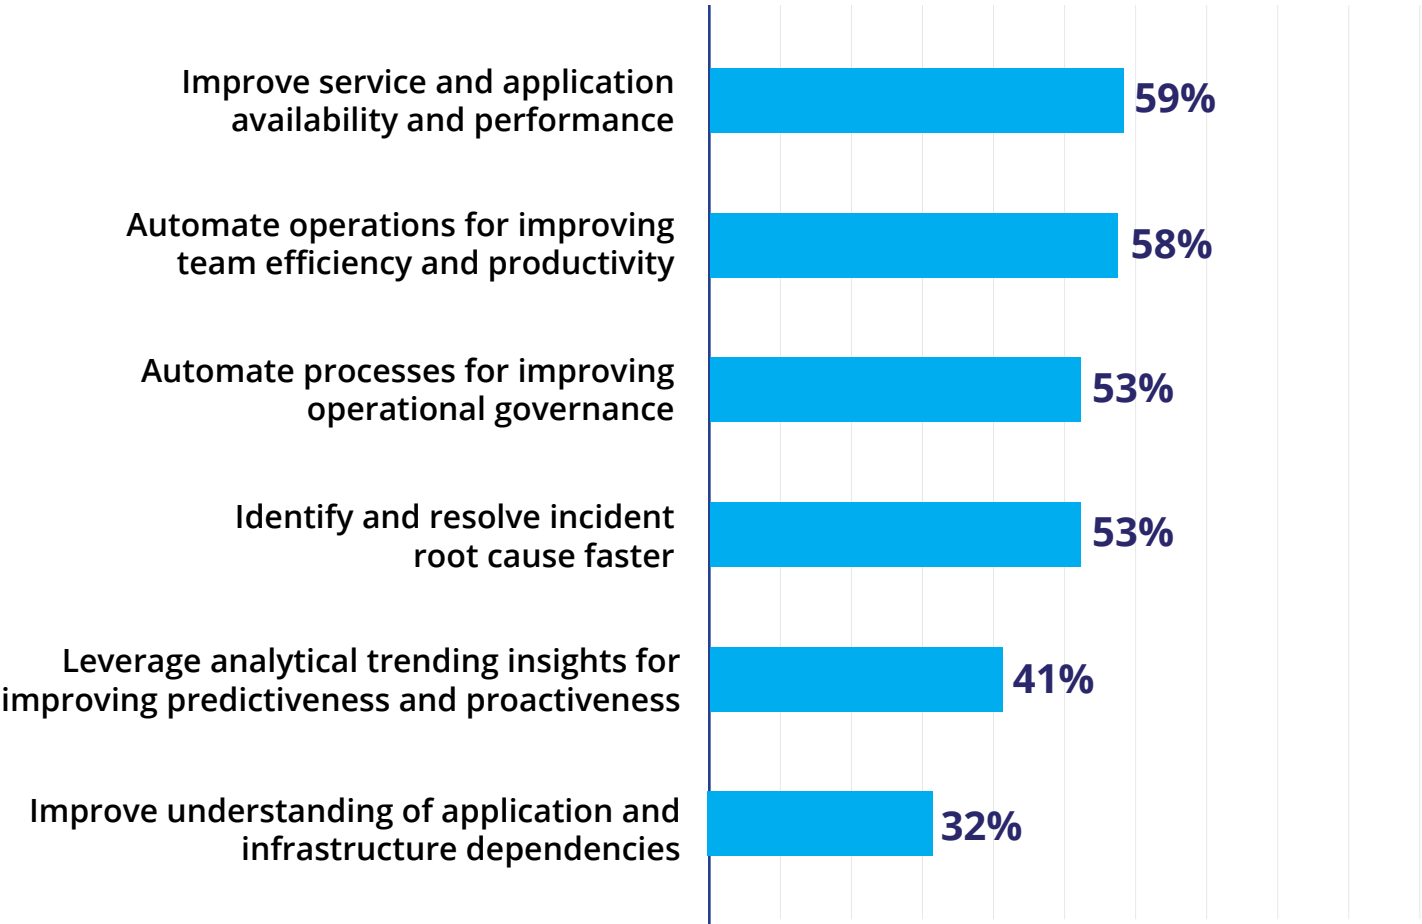 Improve service and application
availability and performance
59%
Automate operations for improving
team efficiency and productivity
58%
Automate processes for improving
operational governance
53%
Identify and resolve incident
root cause faster
53%
Leverage analytical trending insights for
improving predictiveness and proactiveness
41%
Improve understanding of application and
infrastructure dependencies
32%